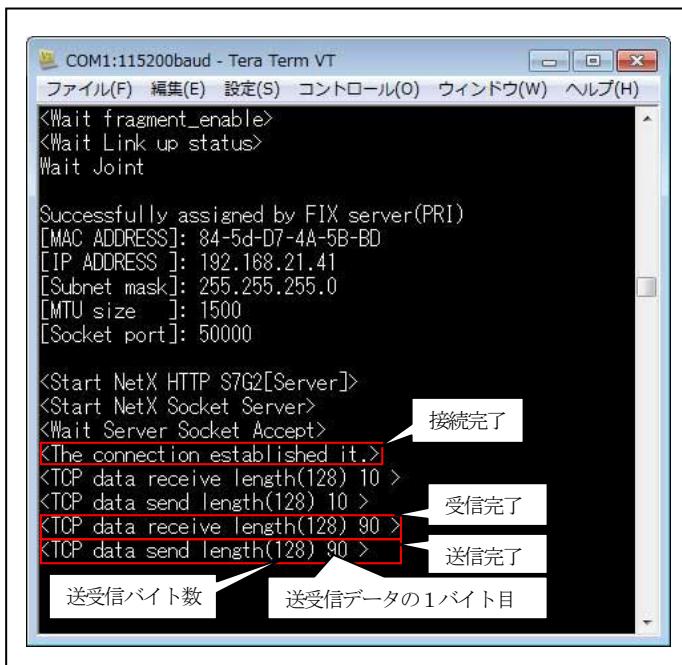 COM1:115200baud - Tera Term VT
ファイル(F) 編集(E) 設定(S) コントロール(O) ウィンドウ(W) ヘルプ(H)
<Wait fragment_enable>
<Wait Link up status>
Wait Joint
Successfully assigned by FIX server(PRI)
[MAC ADDRESS]: 84-5d-D7-4A-5B-BD
[IP ADDRESS ]: 192.168.21.41
[Subnet mask]: 255.255.255.0
[MTU size   ]: 1500
[Socket port]: 50000
<Start NetX HTTP S7G2[Server]>
<Start NetX Socket Server>
<Wait Server Socket Accept>
接続完了
<The connection established it.>
<TCP data receive length(128) 10 >
<TCP data send length(128) 10 >
受信完了
<TCP data receive length(128) 90 >
<TCP data send length(128) 90 >
送信完了
送受信バイト数
送受信データの1バイト目